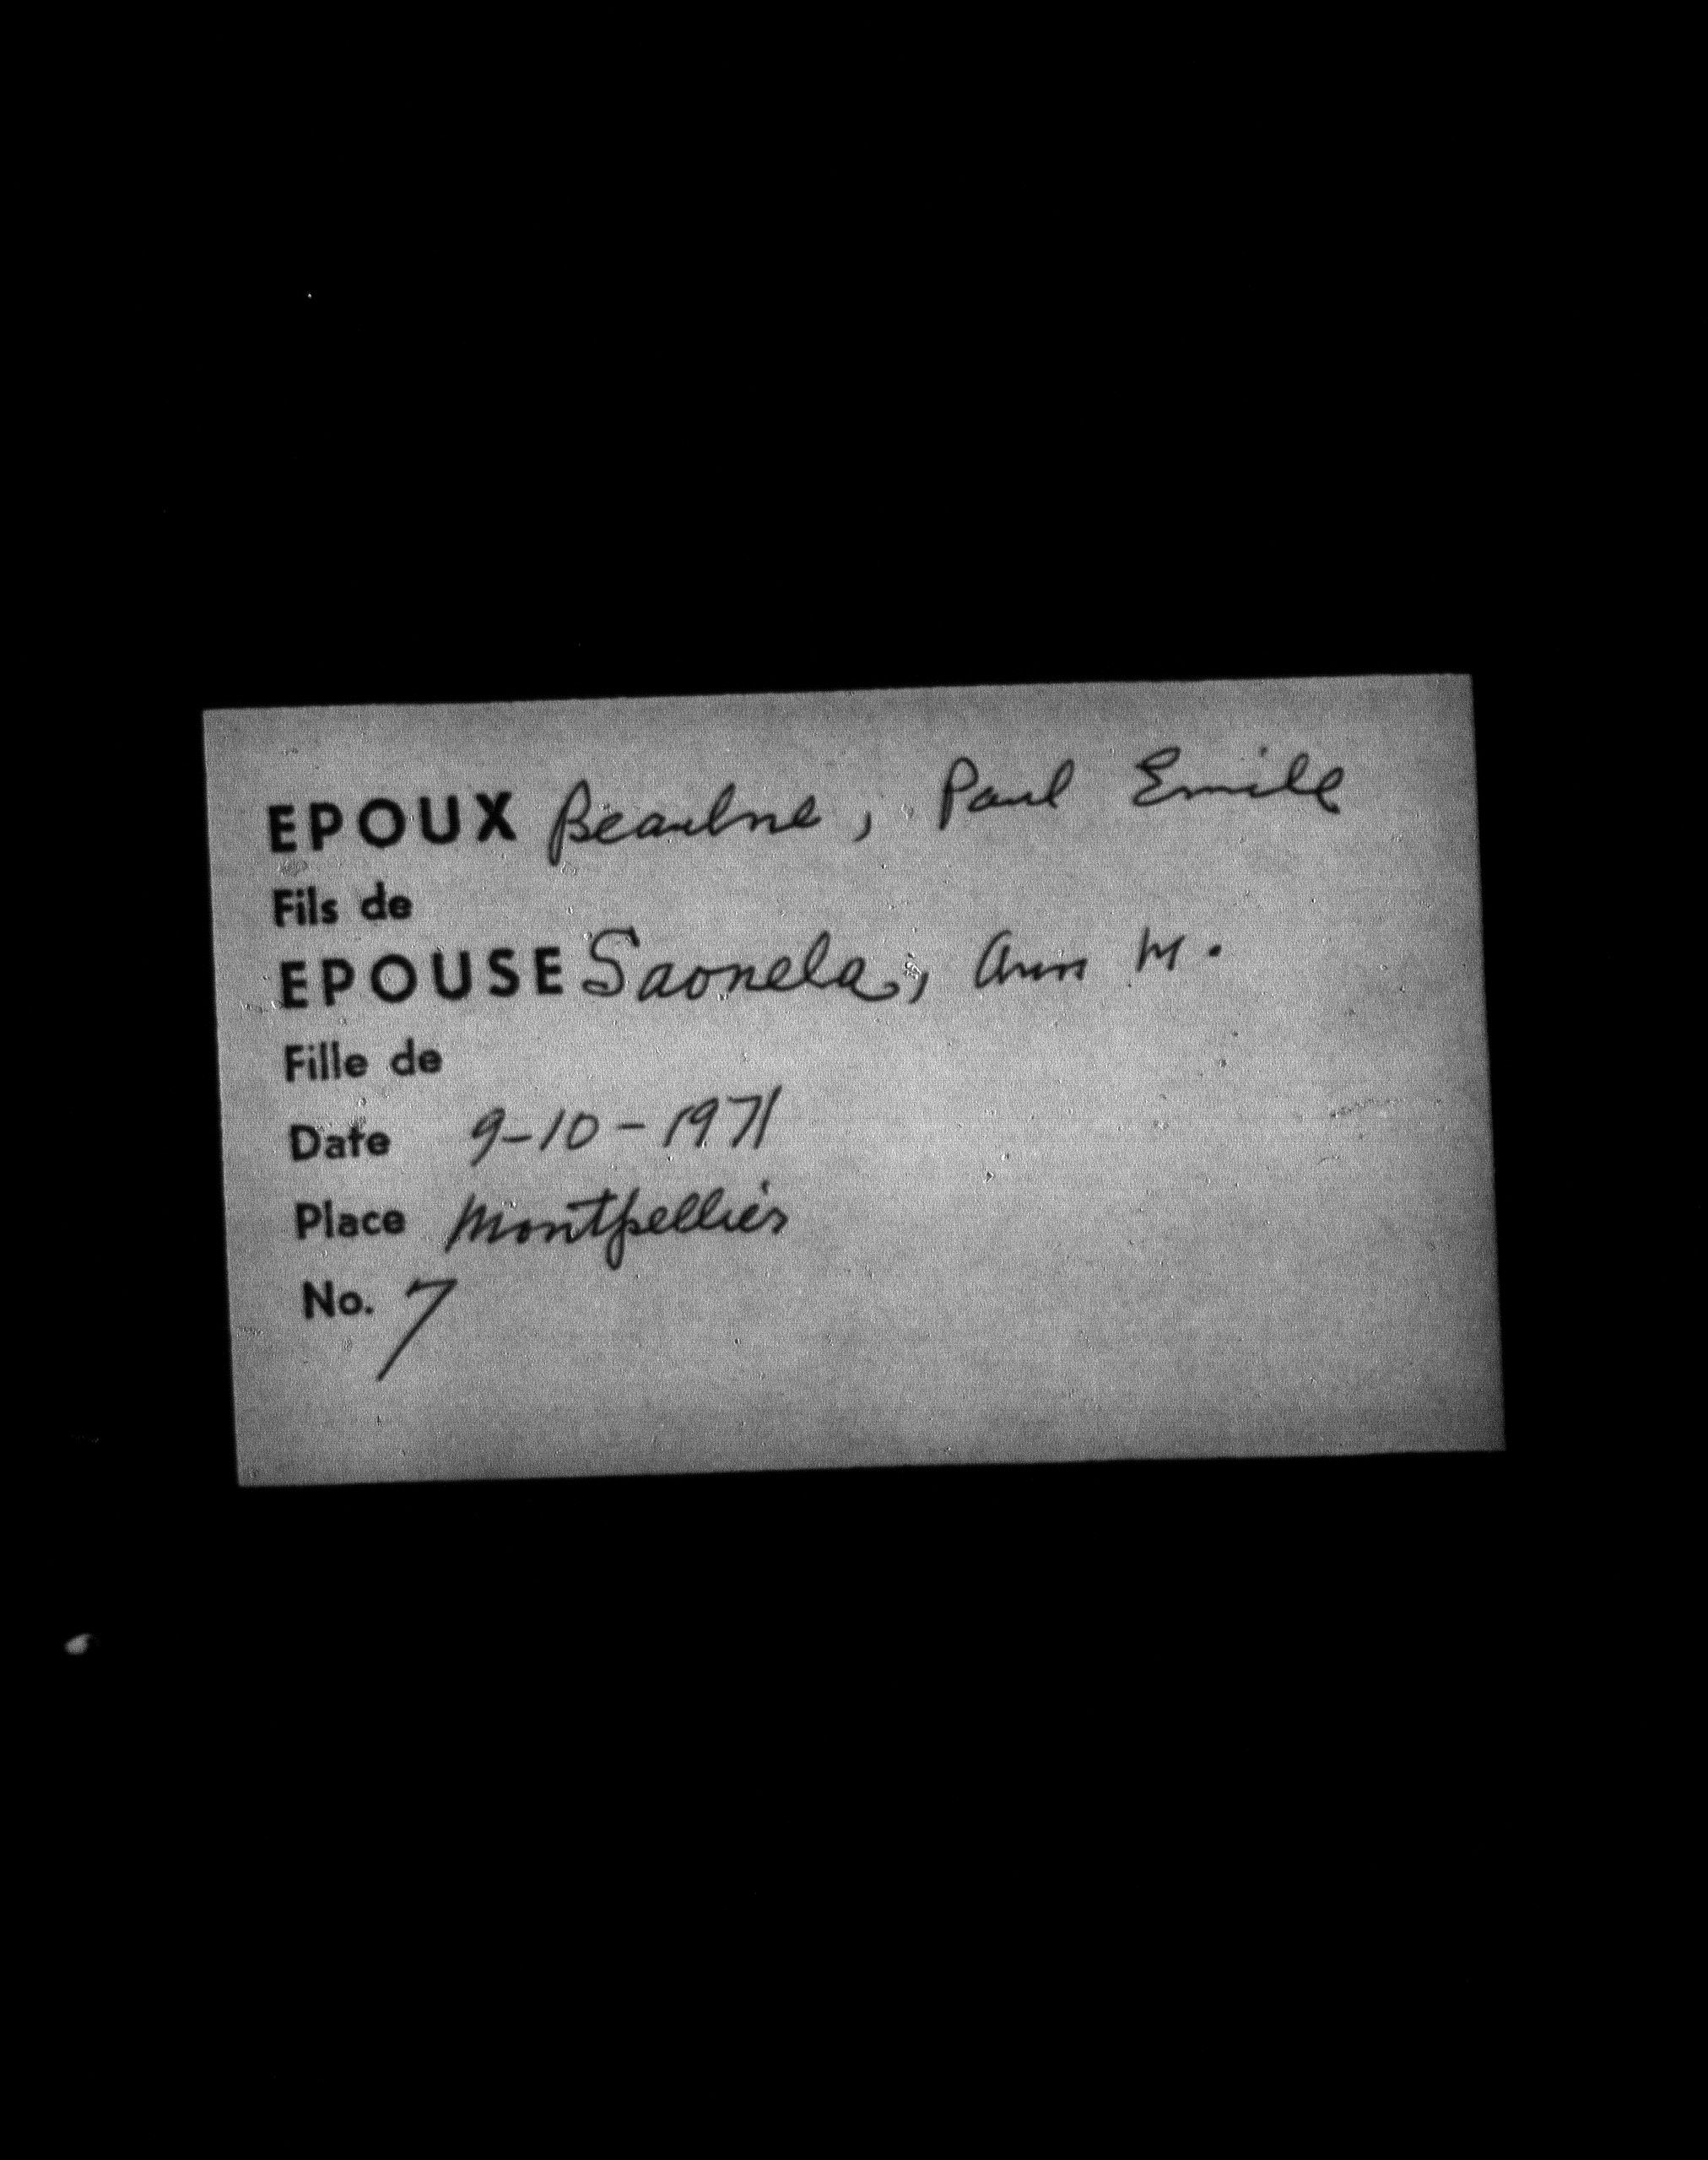 EPOUX Beaulne, Paul Emile
Fils de
EPOUSE Saonela, Ann M.
Fille de
Date 9-10-1971
Place Montpellier
No. 7